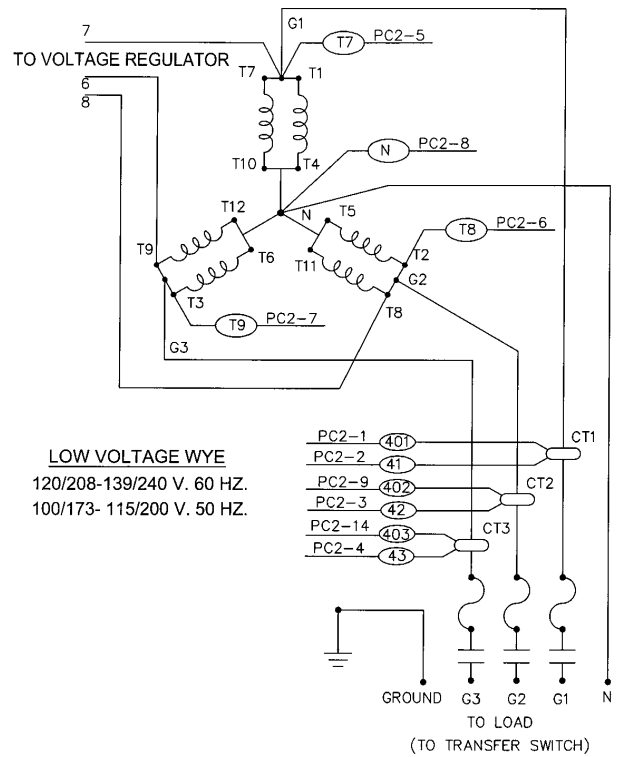 G1
7
T7 PC2-5
TO VOLTAGE REGULATOR
T7 T1
6
8
T10 T4
N PC2-8
N
T12 T5
T8 PC2-6
T9 T6 T11 T2
G2
T3 T8
T9 PC2-7
G3
PC2-1 401
CT1
PC2-2 41
LOW VOLTAGE WYE
120/208-139/240 V. 60 HZ.
100/173- 115/200 V. 50 HZ.
PC2-9 402
CT2
PC2-3 42
PC2-14 403
CT3
PC2-4 43
GROUND G3 G2 G1 N
TO LOAD
(TO TRANSFER SWITCH)